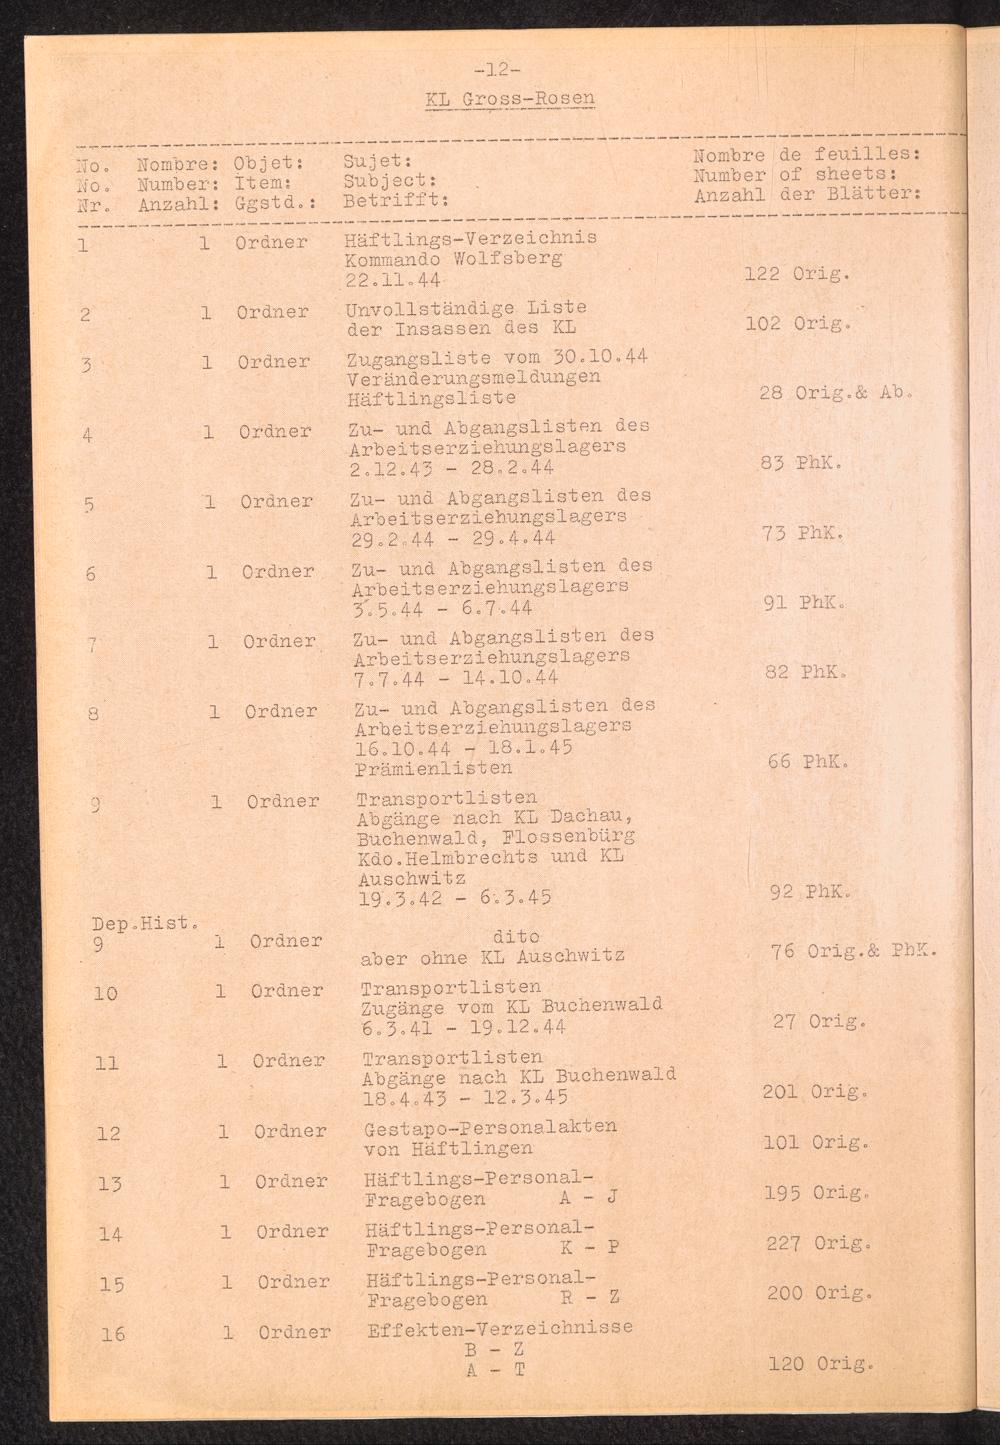 -12-
KL Gross-Rosen
No. Nombre: Objet: Sujet: Nombre de feuilles:
No. Number: Item: Subject: Number of sheets:
Nr. Anzahl: Ggstd.: Betrifft: Anzahl der Blätter:
1 1 Ordner Häftlings-Verzeichnis
Kommando Wolfsberg
22.11.44 122 Orig.
2 1 Ordner Unvollständige Liste
der Insassen des KL 102 Orig.
3 1 Ordner Zugangsliste vom 30.10.44
Veränderungsmeldungen
Häftlingsliste 28 Orig.& Ab.
4 1 Ordner Zu- und Abgangslisten des
Arbeitserziehungslagers
2.12.43 - 28.2.44 83 PhK.
5 1 Ordner Zu- und Abgangslisten des
Arbeitserziehungslagers
29.2.44 - 29.4.44 73 PhK.
6 1 Ordner Zu- und Abgangslisten des
Arbeitserziehungslagers
3.5.44 - 6.7.44 91 PhK.
7 1 Ordner Zu- und Abgangslisten des
Arbeitserziehungslagers
7.7.44 - 14.10.44 82 PhK.
8 1 Ordner Zu- und Abgangslisten des
Arbeitserziehungslagers
16.10.44 - 18.1.45
Prämienlisten 66 PhK.
9 1 Ordner Transportlisten
Abgänge nach KL Dachau,
Buchenwald, Flossenbürg
Kdo.Helmbrechts und KL
Auschwitz
19.3.42 - 6.3.45 92 PhK.
Dep.Hist.
9 1 Ordner dito
aber ohne KL Auschwitz 76 Orig.& PhK.
10 1 Ordner Transportlisten
Zugänge vom KL Buchenwald
6.3.41 - 19.12.44 27 Orig.
11 1 Ordner Transportlisten
Abgänge nach KL Buchenwald
18.4.43 - 12.3.45 201 Orig.
12 1 Ordner Gestapo-Personalakten
von Häftlingen 101 Orig.
13 1 Ordner Häftlings-Personal-
Fragebogen A - J 195 Orig.
14 1 Ordner Häftlings-Personal-
Fragebogen K - P 227 Orig.
15 1 Ordner Häftlings-Personal-
Fragebogen R - Z 200 Orig.
16 1 Ordner Effekten-Verzeichnisse
B - Z
A - T 120 Orig.